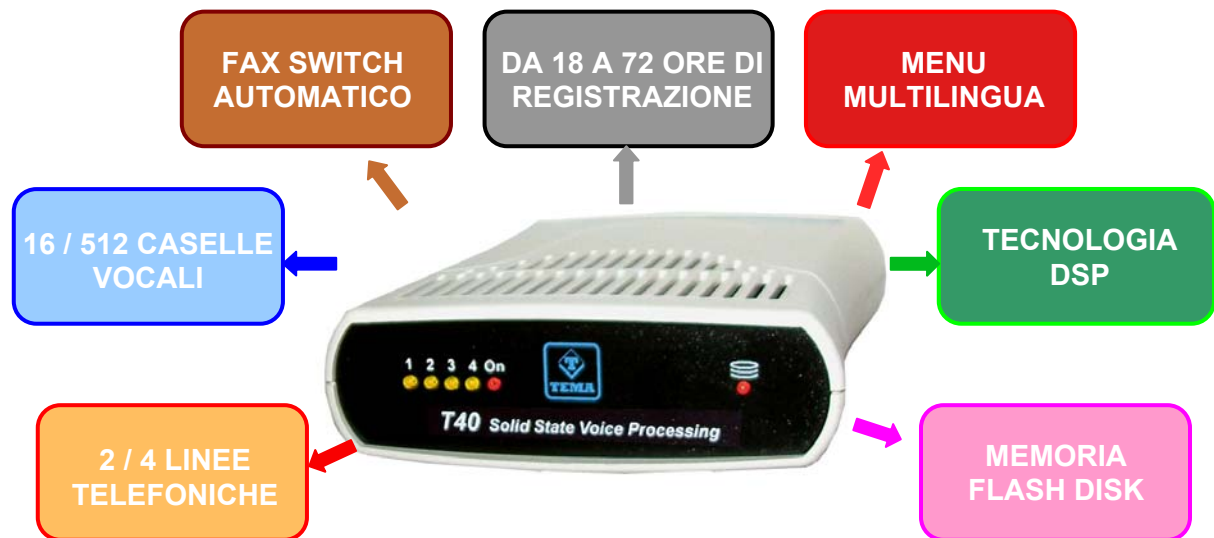 FAX SWITCH
AUTOMATICO
DA 18 A 72 ORE DI
REGISTRAZIONE
MENU
MULTILINGUA
16 / 512 CASELLE
VOCALI
TECNOLOGIA
DSP
1 2 3 4 On
T
TEMA
T40 Solid State Voice Processing
2 / 4 LINEE
TELEFONICHE
MEMORIA
FLASH DISK